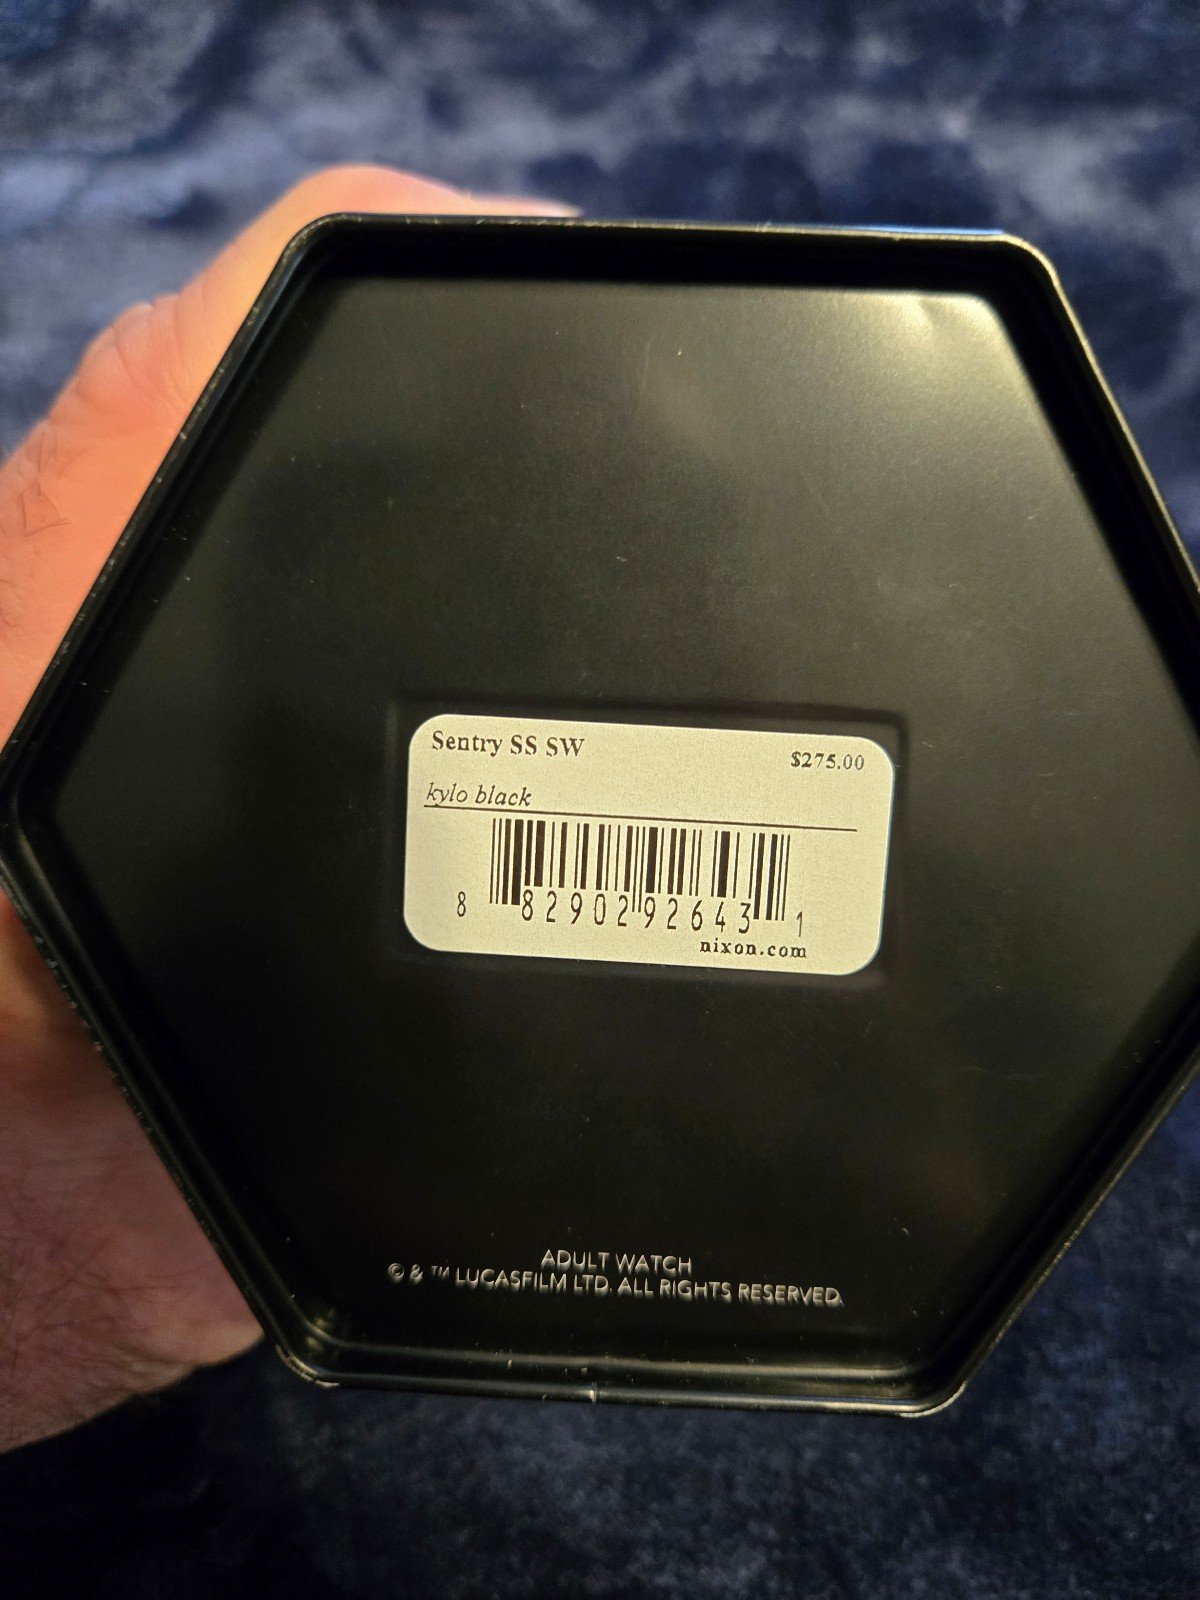 Sentry SS SW
$275.00
kylo black
8 82902 92643 1
nixon.com
ADULT WATCH
© & ™ LUCASFILM LTD. ALL RIGHTS RESERVED.